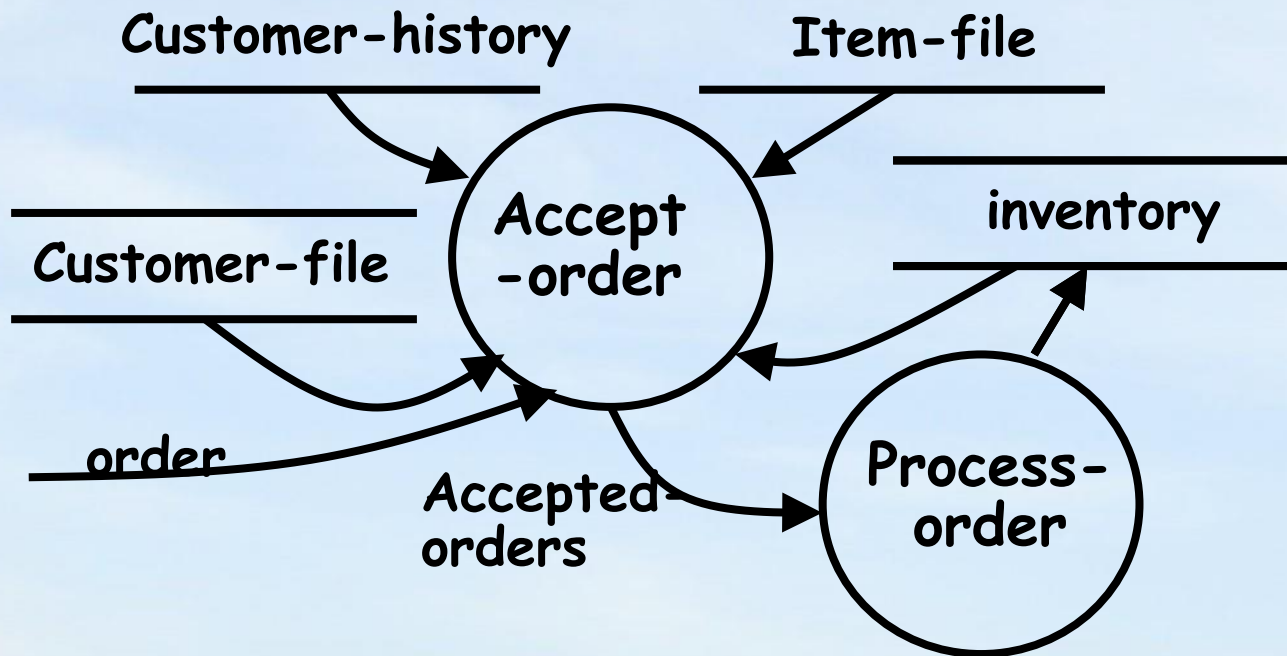 Customer-history
Item-file
Accept
-order
inventory
Customer-file
order
Accepted-
orders
Process-
order